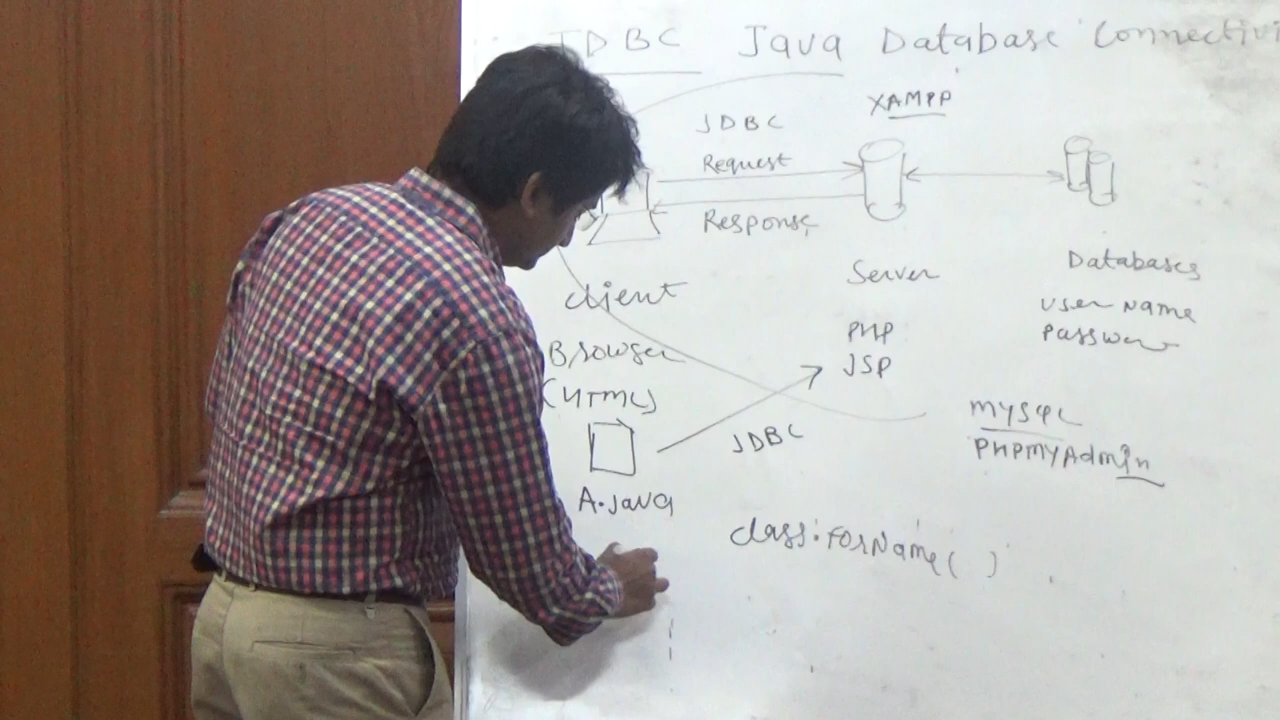 JDBC Java Database Connectivi
XAMPP
JDBC
Request
Response
client
Server
Databases
User Name
Browser
(HTML)
PHP
JSP
JDBC
MYSQL
PHPMYAdmin
A.java
class.forName( )